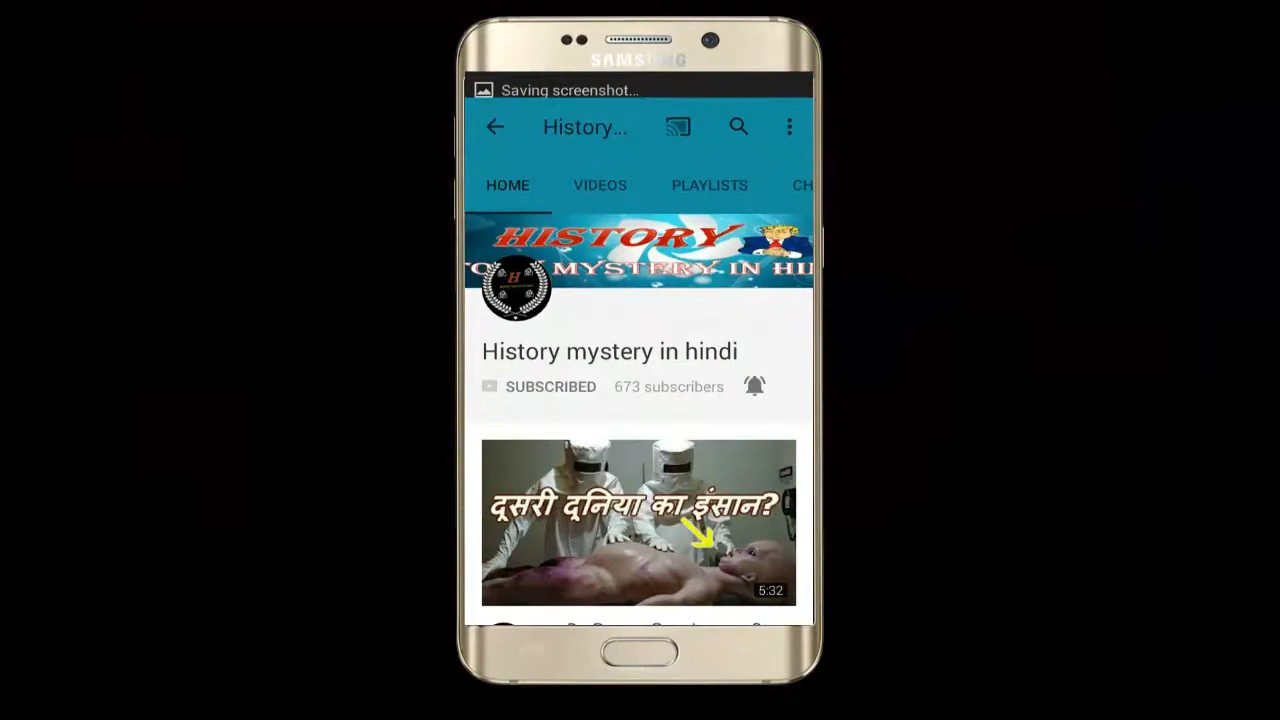 SAMSUNG
Saving screenshot...
History...
HOME VIDEOS PLAYLISTS CH
HISTORY
MYSTERY IN HI
H
History mystery in hindi
SUBSCRIBED 673 subscribers
दूसरी दुनिया का इंसान?
5:32